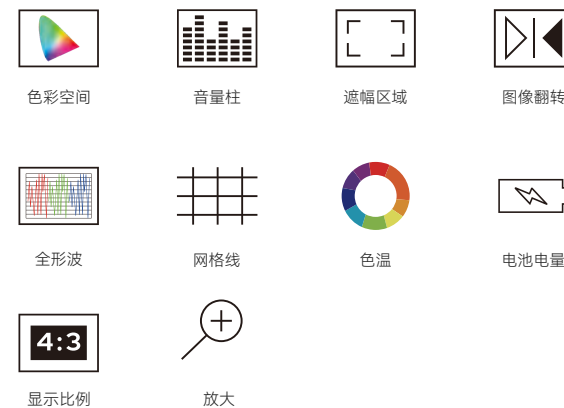 色彩空间 音量柱 遮幅区域 图像翻转
全形波 网格线 色温 电池电量
4:3
显示比例 放大